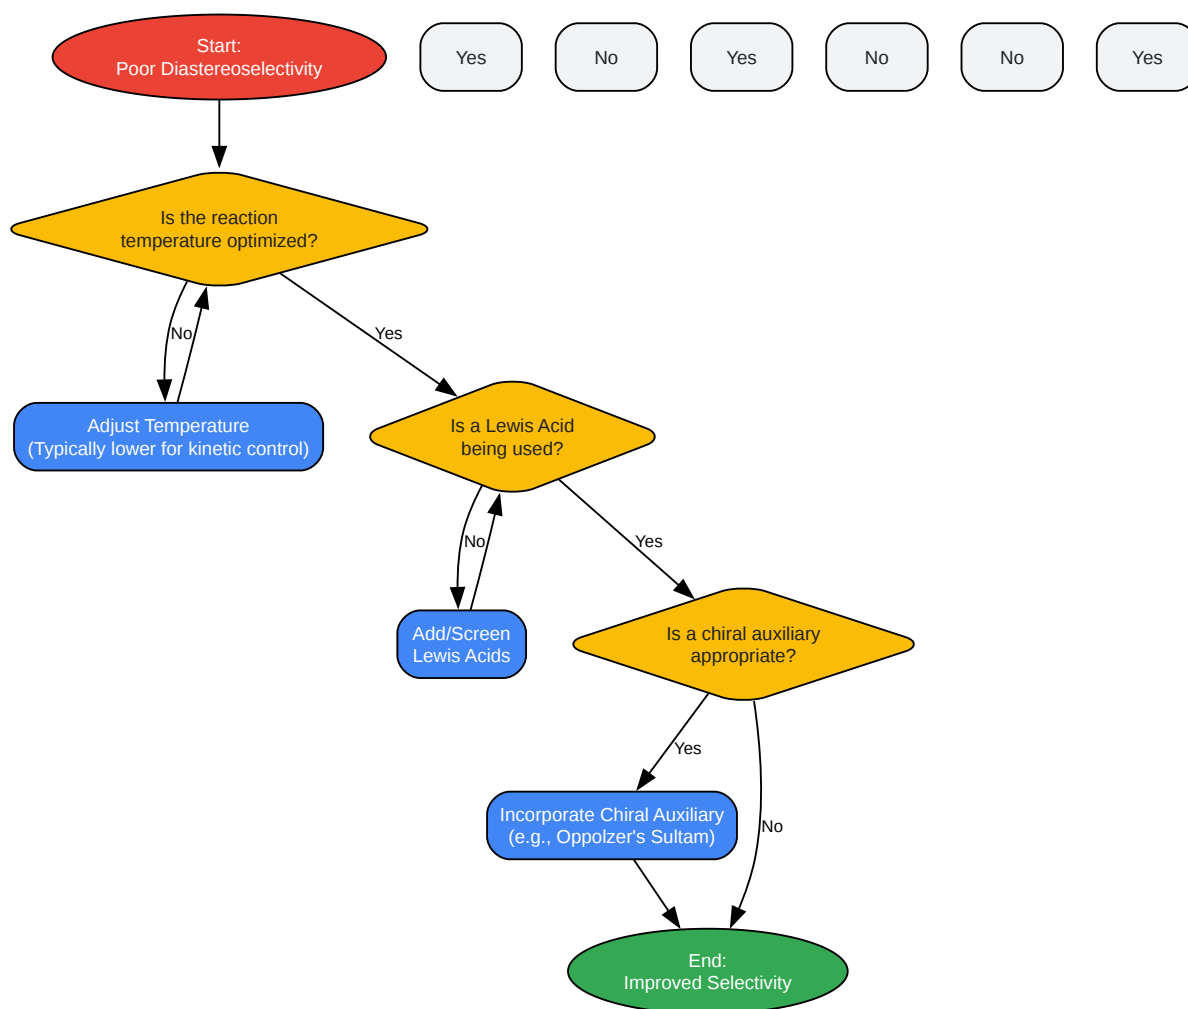 Start:
Poor Diastereoselectivity
Yes
No
Yes
No
No
Yes
Is the reaction
temperature optimized?
No
Yes
Adjust Temperature
(Typically lower for kinetic control)
Is a Lewis Acid
being used?
No
Yes
Add/Screen
Lewis Acids
Is a chiral auxiliary
appropriate?
Yes
No
Incorporate Chiral Auxiliary
(e.g., Oppolzer's Sultam)
End:
Improved Selectivity